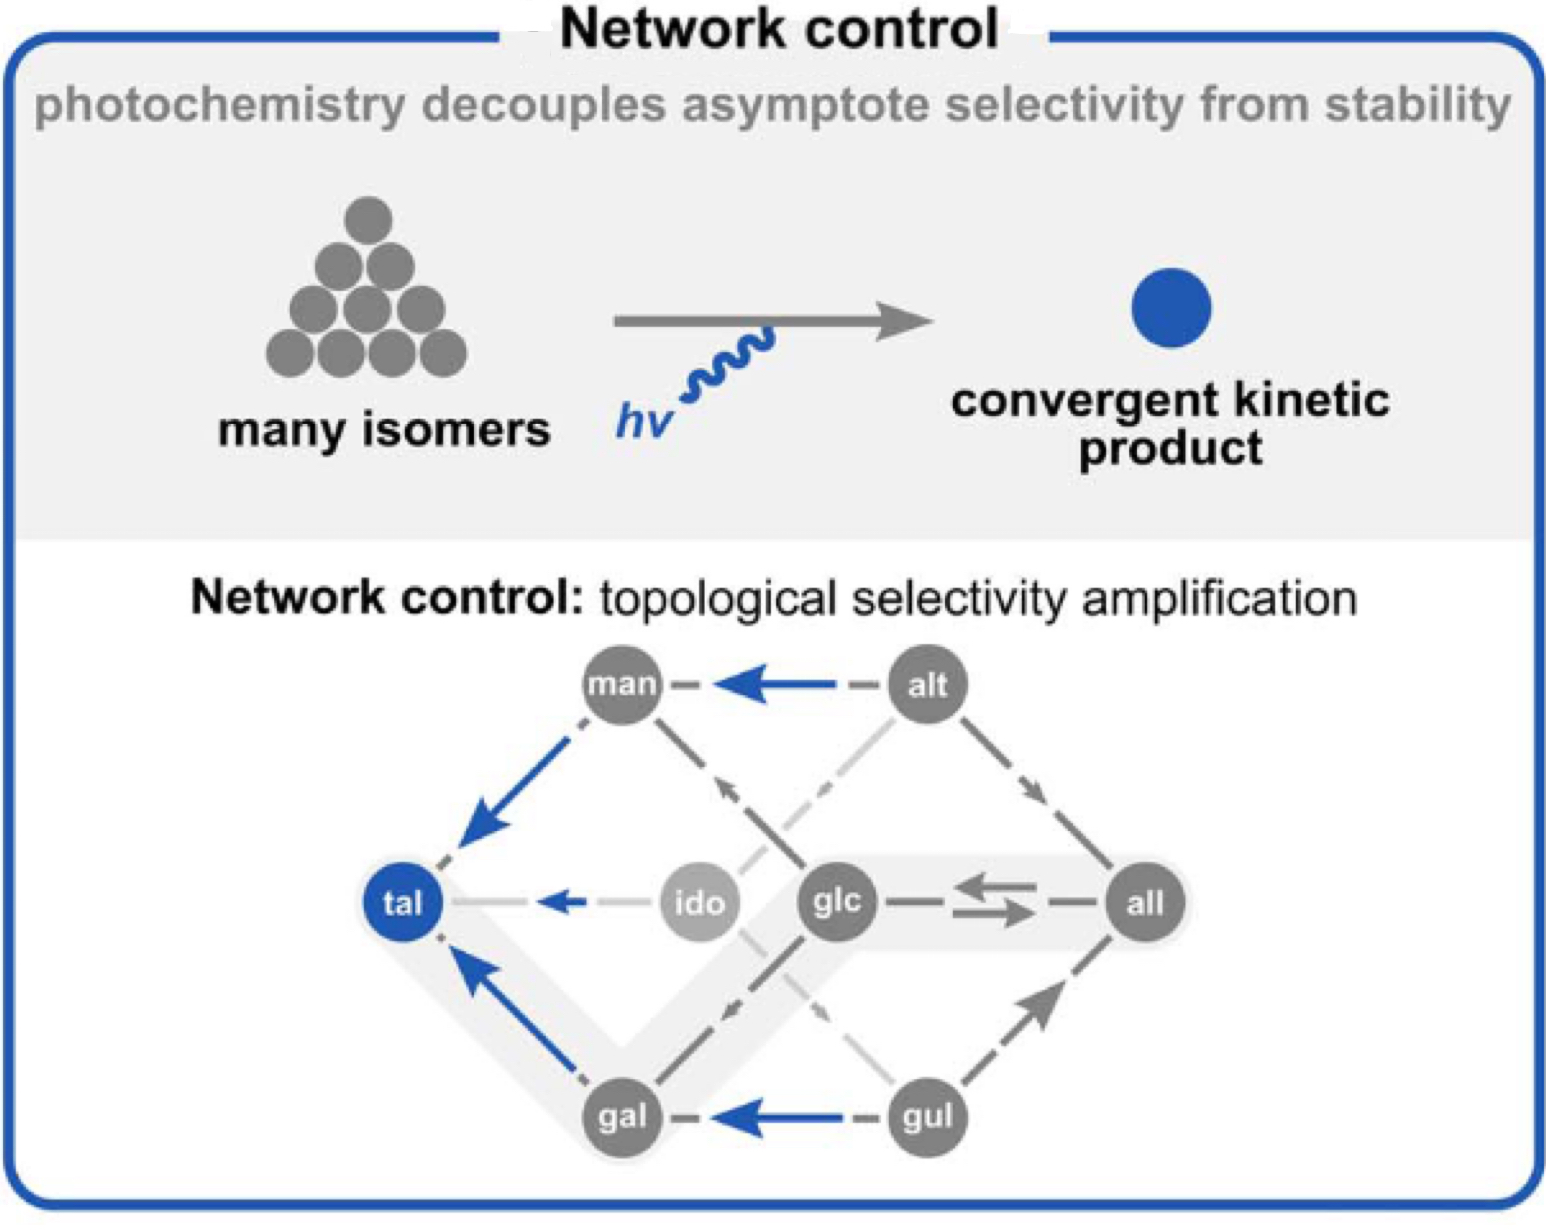 Network control
photochemistry decouples asymptote selectivity from stability
hv
many isomers
convergent kinetic
product
Network control: topological selectivity amplification
man
alt
tal
ido
glc
all
gal
gul